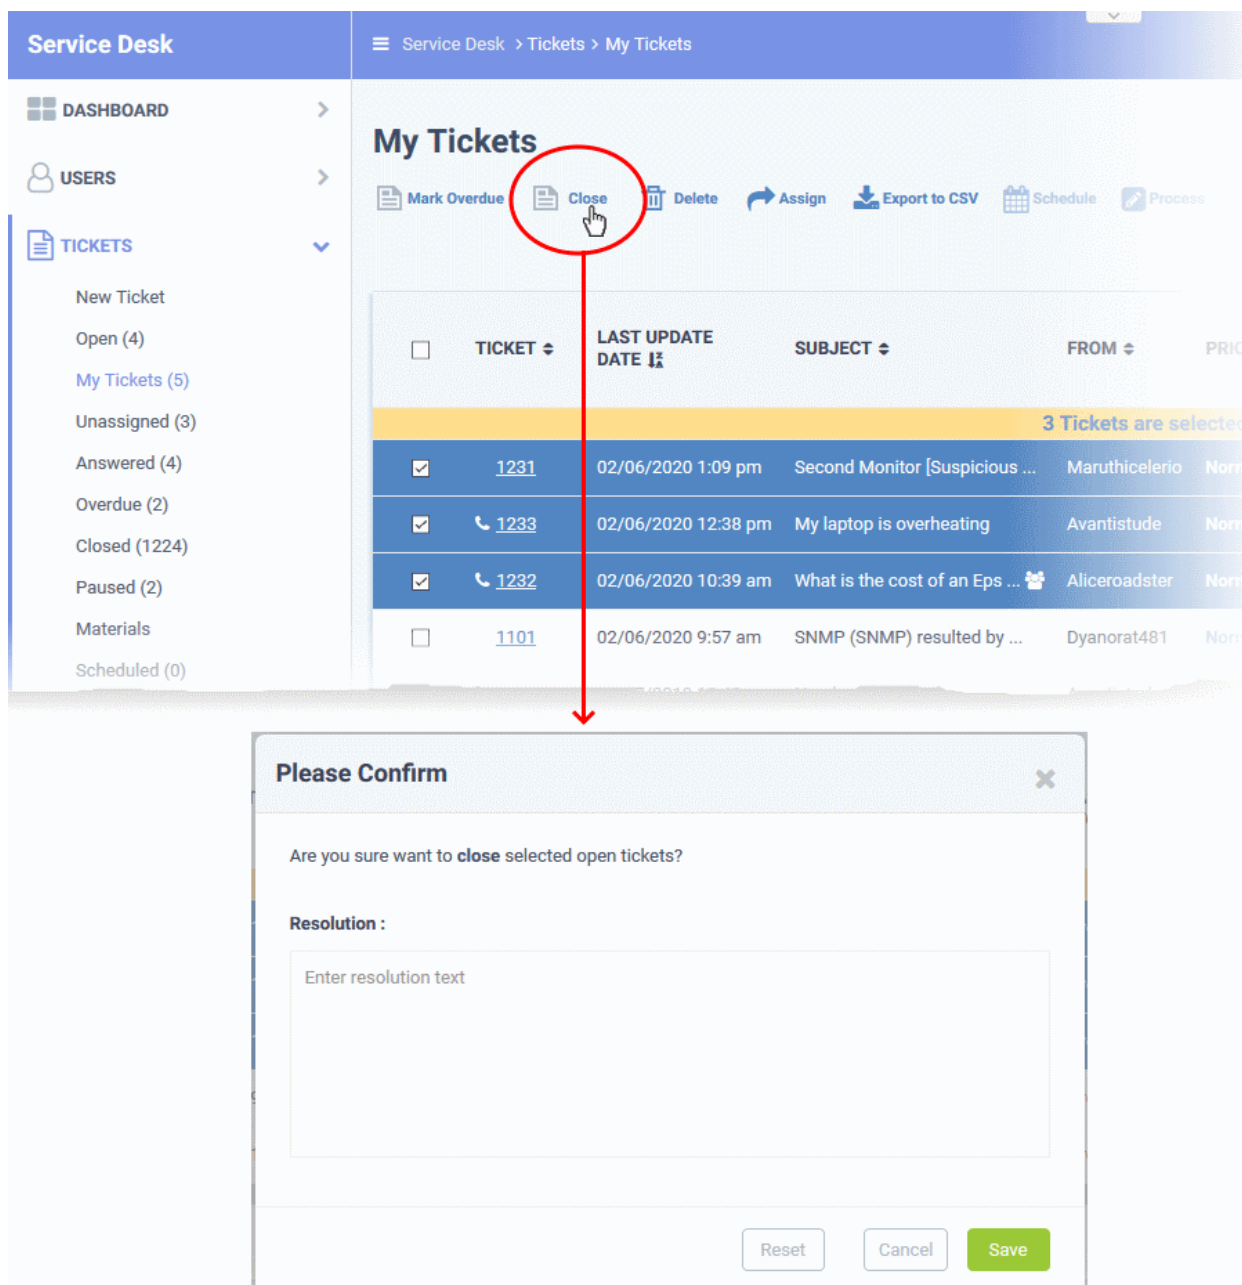 Service Desk
Service Desk > Tickets > My Tickets
DASHBOARD
USERS
TICKETS
New Ticket
Open (4)
My Tickets (5)
Unassigned (3)
Answered (4)
Overdue (2)
Closed (1224)
Paused (2)
Materials
Scheduled (0)
My Tickets
Mark Overdue Close Delete Assign Export to CSV Schedule Process
TICKET LAST UPDATE DATE SUBJECT FROM PRIC
3 Tickets are selected
1231 02/06/2020 1:09 pm Second Monitor [Suspicious ... Maruthicelerio Norm
1233 02/06/2020 12:38 pm My laptop is overheating Avantistude Norm
1232 02/06/2020 10:39 am What is the cost of an Eps ... Aliceroadster Norm
1101 02/06/2020 9:57 am SNMP (SNMP) resulted by ... Dyanorat481 Norm
Please Confirm
Are you sure want to close selected open tickets?
Resolution :
Enter resolution text
Reset Cancel Save